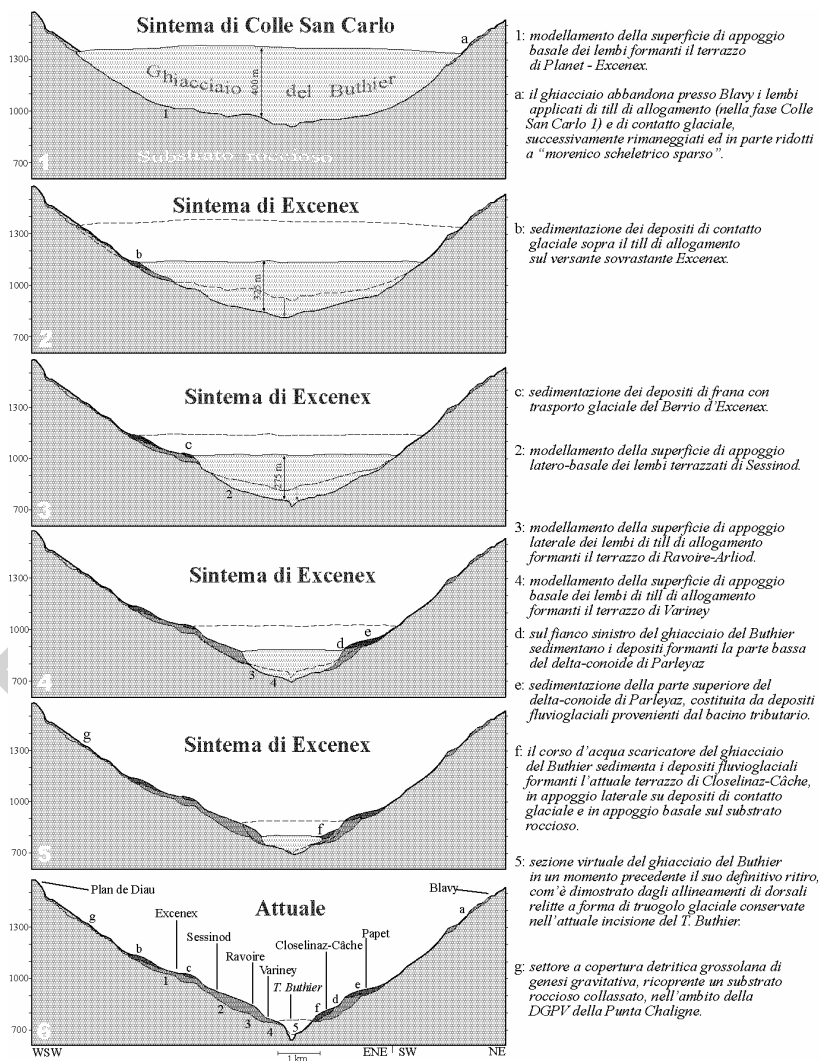 Sintema di Colle San Carlo
a
1300
1000
700
Ghiacciaio del Buthier
400 m
1
Substrato roccioso
1
1: modellamento della superficie di appoggio
basale dei lembi formanti il terrazzo
di Planet - Excenex.
a: il ghiacciaio abbandona presso Blavy i lembi
applicati di till di allogamento (nella fase Colle
San Carlo 1) e di contatto glaciale,
successivamente rimaneggiati ed in parte ridotti
a “morenico scheletrico sparso”.
Sintema di Excenex
1300
1000
700
b
325 m
2
b: sedimentazione dei depositi di contatto
glaciale sopra il till di allogamento
sul versante sovrastante Excenex.
Sintema di Excenex
1300
1000
700
c
275 m
2
3
c: sedimentazione dei depositi di frana con
trasporto glaciale del Berrio d’Excenex.
2: modellamento della superficie di appoggio
latero-basale dei lembi terrazzati di Sessinod.
Sintema di Excenex
1300
1000
700
d
e
3
4
4
3: modellamento della superficie di appoggio
laterale dei lembi di till di allogamento
formanti il terrazzo di Ravoire-Arliod.
4: modellamento della superficie di appoggio
basale dei lembi di till di allogamento
formanti il terrazzo di Variney
d: sul fianco sinistro del ghiacciaio del Buthier
sedimentano i depositi formanti la parte bassa
del delta-conoide di Parleyaz
e: sedimentazione della parte superiore del
delta-conoide di Parleyaz, costituita da depositi
fluvioglaciali provenienti dal bacino tributario.
Sintema di Excenex
1300
1000
700
g
f
5
f: il corso d’acqua scaricatore del ghiacciaio
del Buthier sedimenta i depositi fluvioglaciali
formanti l’attuale terrazzo di Closelinaz-Câche,
in appoggio laterale su depositi di contatto
glaciale e in appoggio basale sul substrato
roccioso.
5: sezione virtuale del ghiacciaio del Buthier
in un momento precedente il suo definitivo ritiro,
com’è dimostrato dagli allineamenti di dorsali
relitte a forma di truogolo glaciale conservate
nell’attuale incisione del T. Buthier.
Attuale
1300
1000
700
Plan de Diau
Blavy
g
a
Excenex
Sessinod
Ravoire
Variney
T. Buthier
Closelinaz-Câche
Papet
b
c
1
2
3
4
5
f
d
e
6
WSW
1 km
ENE
SW
NE
g: settore a copertura detritica grossolana di
genesi gravitativa, ricoprente un substrato
roccioso collassato, nell’ambito della
DGPV della Punta Chaligne.